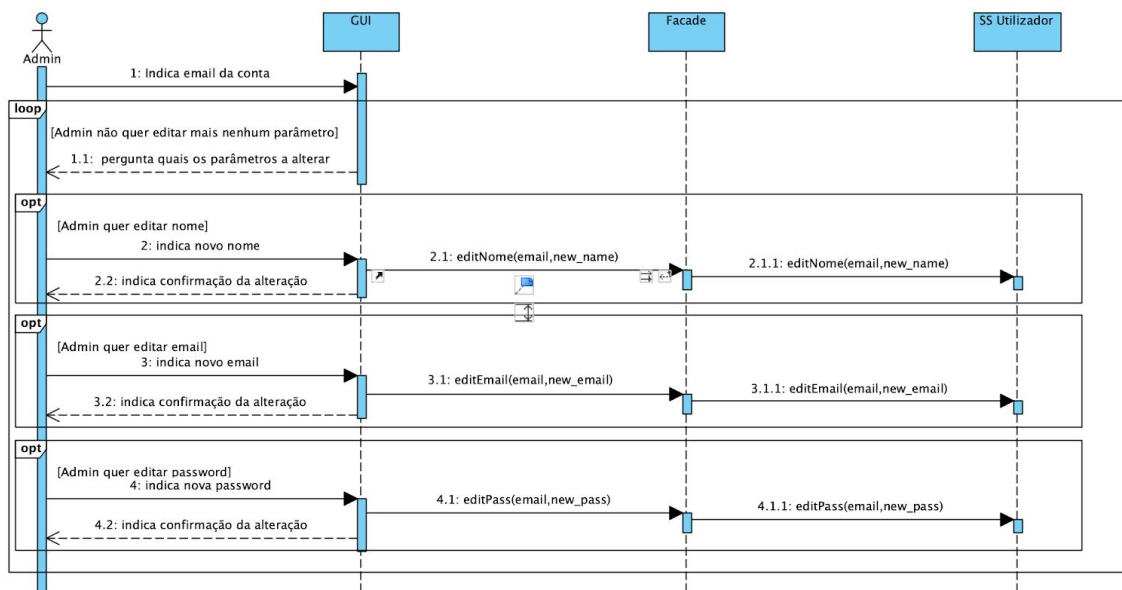 GUI
Facade
SS Utilizador
Admin
1: Indica email da conta
loop
[Admin não quer editar mais nenhum parâmetro]
1.1: pergunta quais os parâmetros a alterar
opt
[Admin quer editar nome]
2: indica novo nome
2.1: editNome(email,new_name)
2.1.1: editNome(email,new_name)
2.2: indica confirmação da alteração
opt
[Admin quer editar email]
3: indica novo email
3.1: editEmail(email,new_email)
3.1.1: editEmail(email,new_email)
3.2: indica confirmação da alteração
opt
[Admin quer editar password]
4: indica nova password
4.1: editPass(email,new_pass)
4.1.1: editPass(email,new_pass)
4.2: indica confirmação da alteração